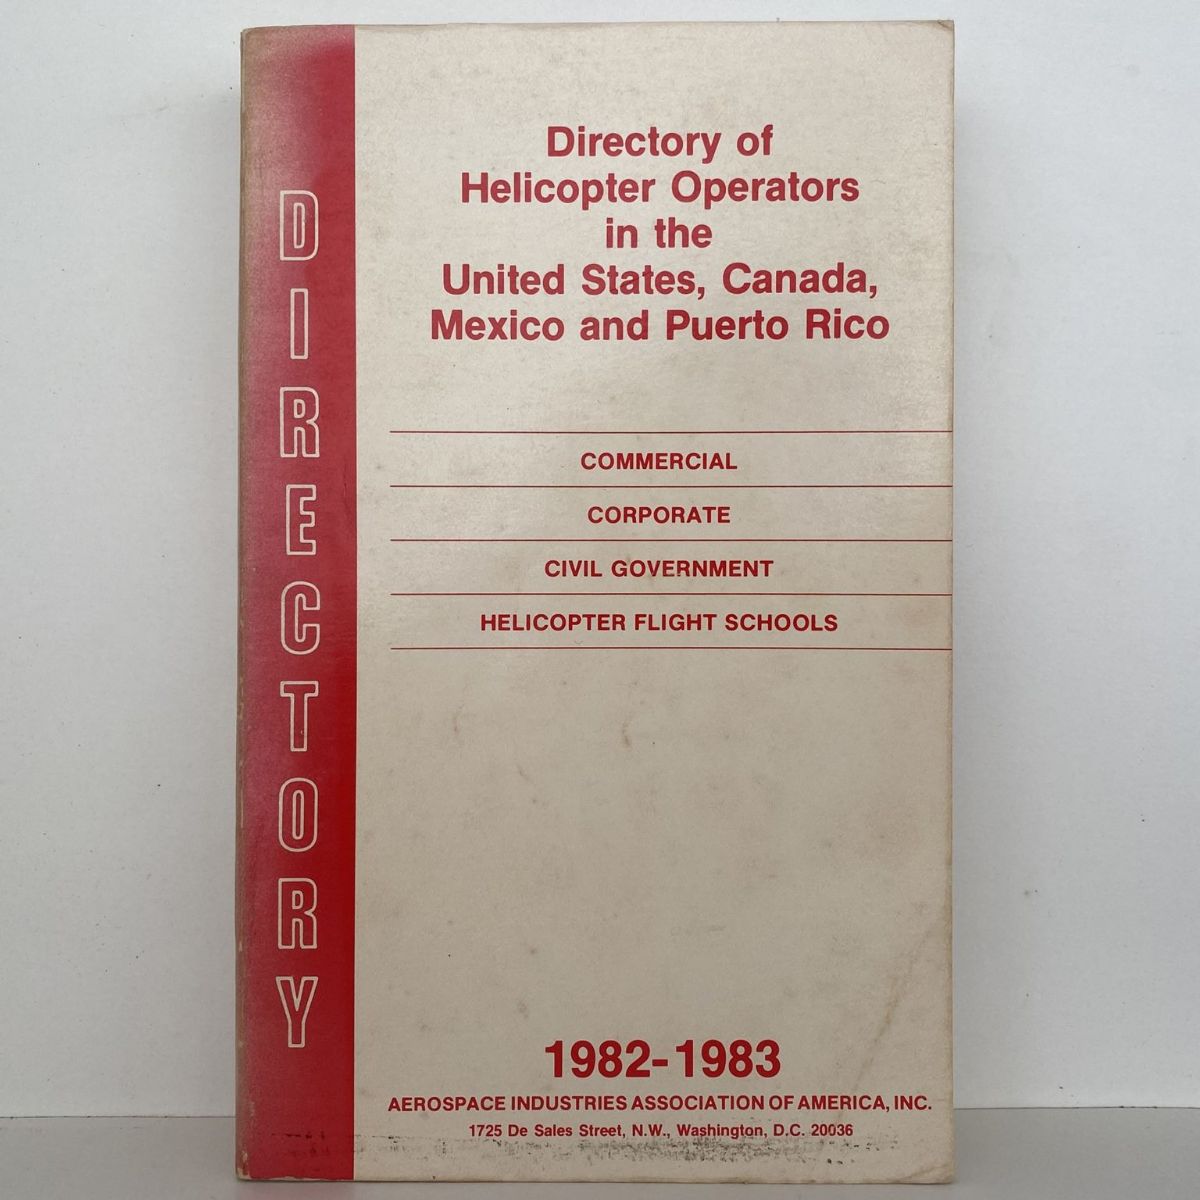 DIRECTORY
Directory of
Helicopter Operators
in the
United States, Canada,
Mexico and Puerto Rico
COMMERCIAL
CORPORATE
CIVIL GOVERNMENT
HELICOPTER FLIGHT SCHOOLS
1982-1983
AEROSPACE INDUSTRIES ASSOCIATION OF AMERICA, INC.
1725 De Sales Street, N.W., Washington, D.C. 20036